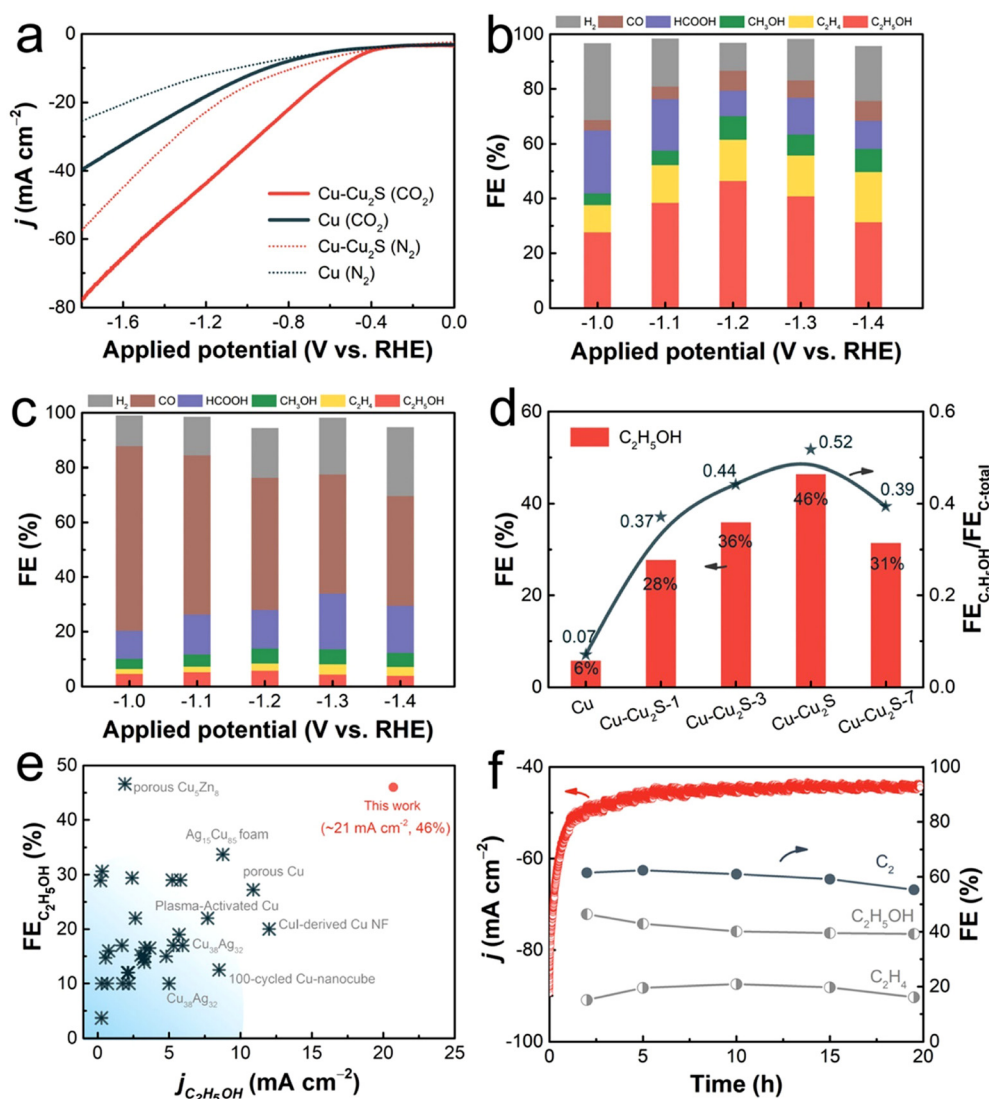 a
0
-20
-40
-60
-80
j (mA cm⁻²)
Cu-Cu₂S (CO₂)
Cu (CO₂)
Cu-Cu₂S (N₂)
Cu (N₂)
-1.6 -1.2 -0.8 -0.4 0.0
Applied potential (V vs. RHE)
b
H₂ CO HCOOH CH₃OH C₂H₄ C₂H₅OH
100
80
60
40
20
0
FE (%)
-1.0 -1.1 -1.2 -1.3 -1.4
Applied potential (V vs. RHE)
c
H₂ CO HCOOH CH₃OH C₂H₄ C₂H₅OH
100
80
60
40
20
0
FE (%)
-1.0 -1.1 -1.2 -1.3 -1.4
Applied potential (V vs. RHE)
d
60
40
20
0
FE (%)
C₂H₅OH
0.07
0.37
0.44
0.52
0.39
6%
28%
36%
46%
31%
0.6
0.4
0.2
0.0
FE_C₂H₅OH/FE_C-total
Cu Cu-Cu₂S-1 Cu-Cu₂S-3 Cu-Cu₂S Cu-Cu₂S-7
e
50
40
30
20
10
0
FE_C₂H₅OH (%)
porous Cu₅Zn₈
This work
(~21 mA cm⁻², 46%)
Ag₁₅Cu₈₅ foam
porous Cu
Plasma-Activated Cu
CuI-derived Cu NF
Cu₃₈Ag₃₂
100-cycled Cu-nanocube
Cu₃₈Ag₃₂
0 5 10 15 20 25
j_C₂H₅OH (mA cm⁻²)
f
-40
-60
-80
-100
j (mA cm⁻²)
C₂
C₂H₅OH
C₂H₄
100
80
60
40
20
0
FE (%)
0 5 10 15 20
Time (h)